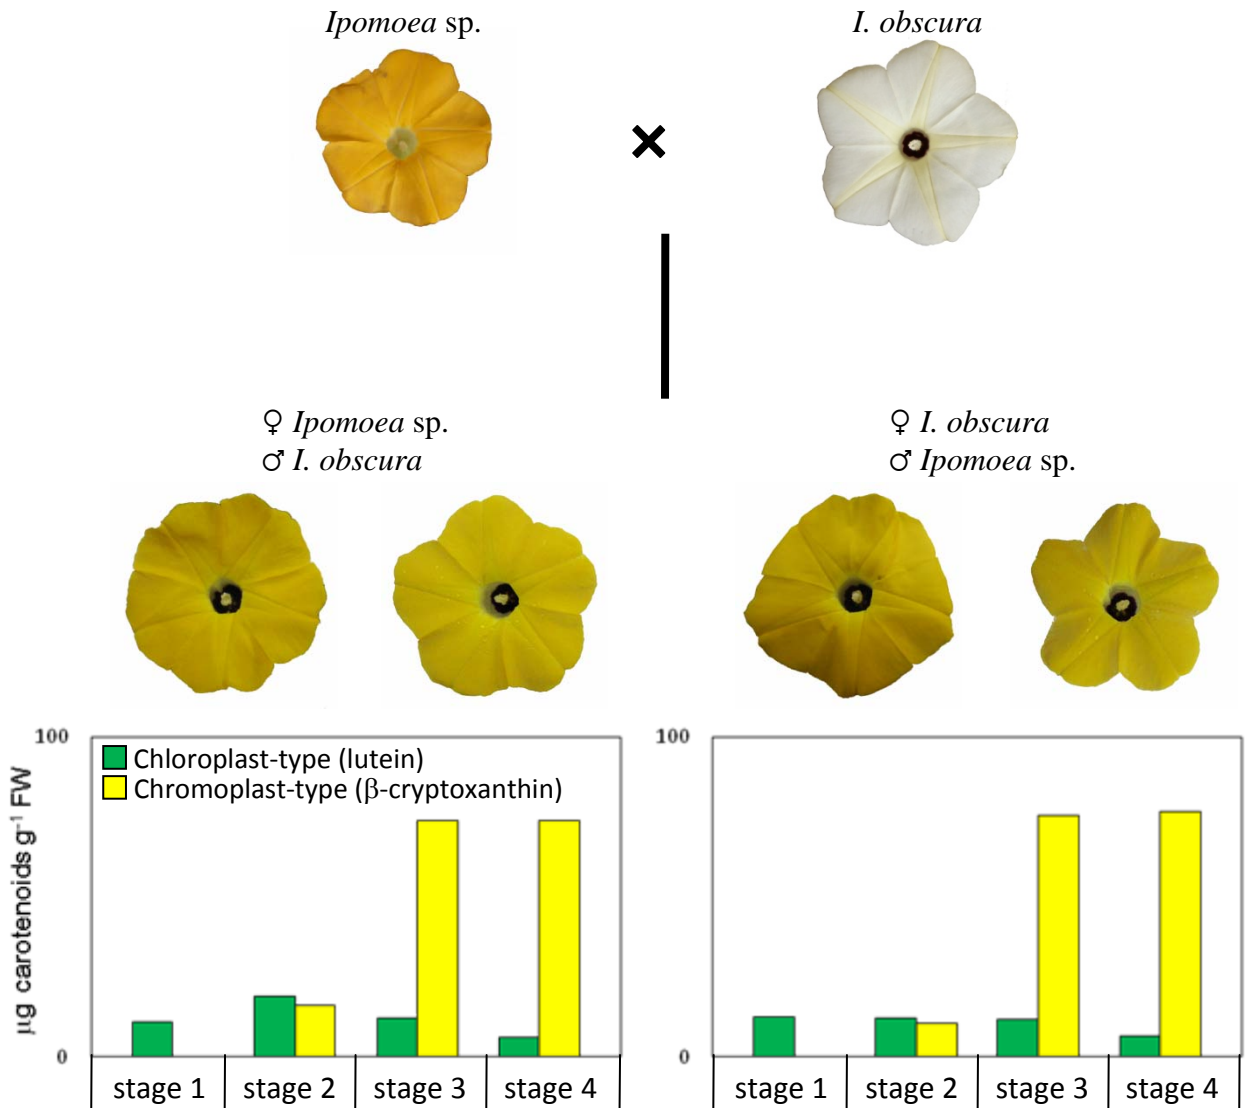 Ipomoea sp.
I. obscura
×
♀ Ipomoea sp.
♂ I. obscura
♀ I. obscura
♂ Ipomoea sp.
100
Chloroplast-type (lutein)
Chromoplast-type (β-cryptoxanthin)
μg carotenoids g⁻¹ FW
0
stage 1 stage 2 stage 3 stage 4
100
0
stage 1 stage 2 stage 3 stage 4